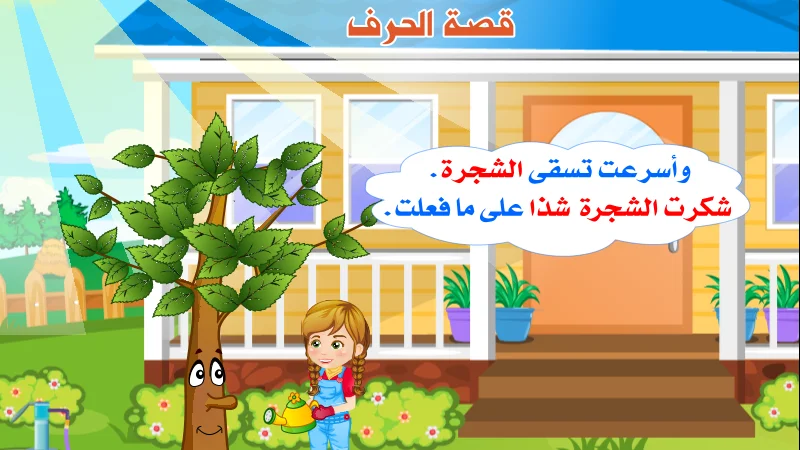 قصة الحرف
وأسرعت تسقى الشجرة.
شكرت الشجرة شذا على ما فعلت.